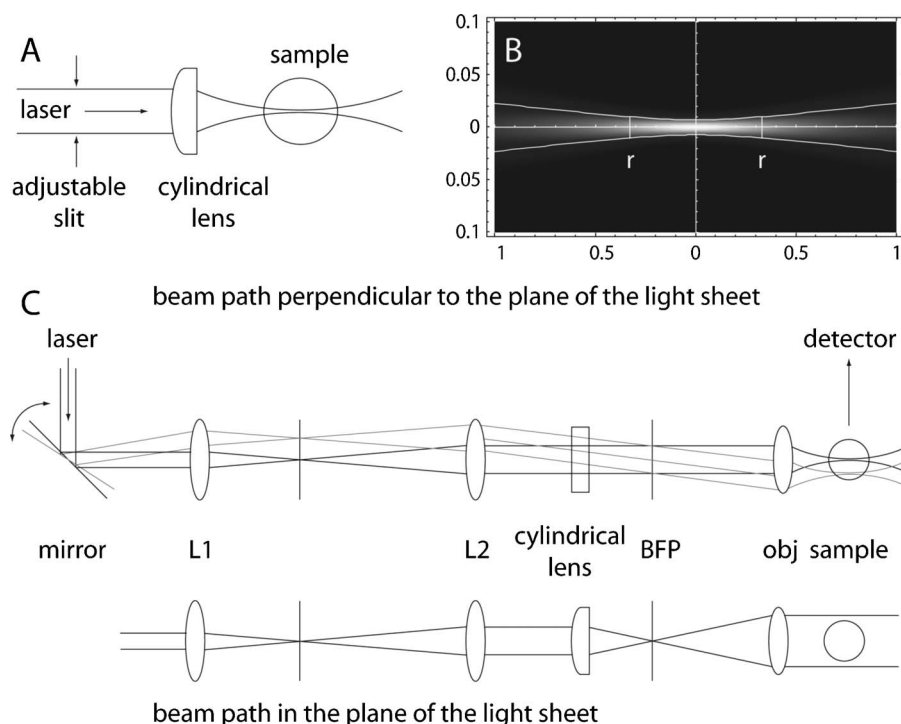 A
sample
laser
adjustable
slit
cylindrical
lens
B
0.1
0.05
0
0.05
0.1
r
r
1
0.5
0
0.5
1
beam path perpendicular to the plane of the light sheet
C
laser
detector
mirror
L1
L2
cylindrical
lens
BFP
obj
sample
beam path in the plane of the light sheet